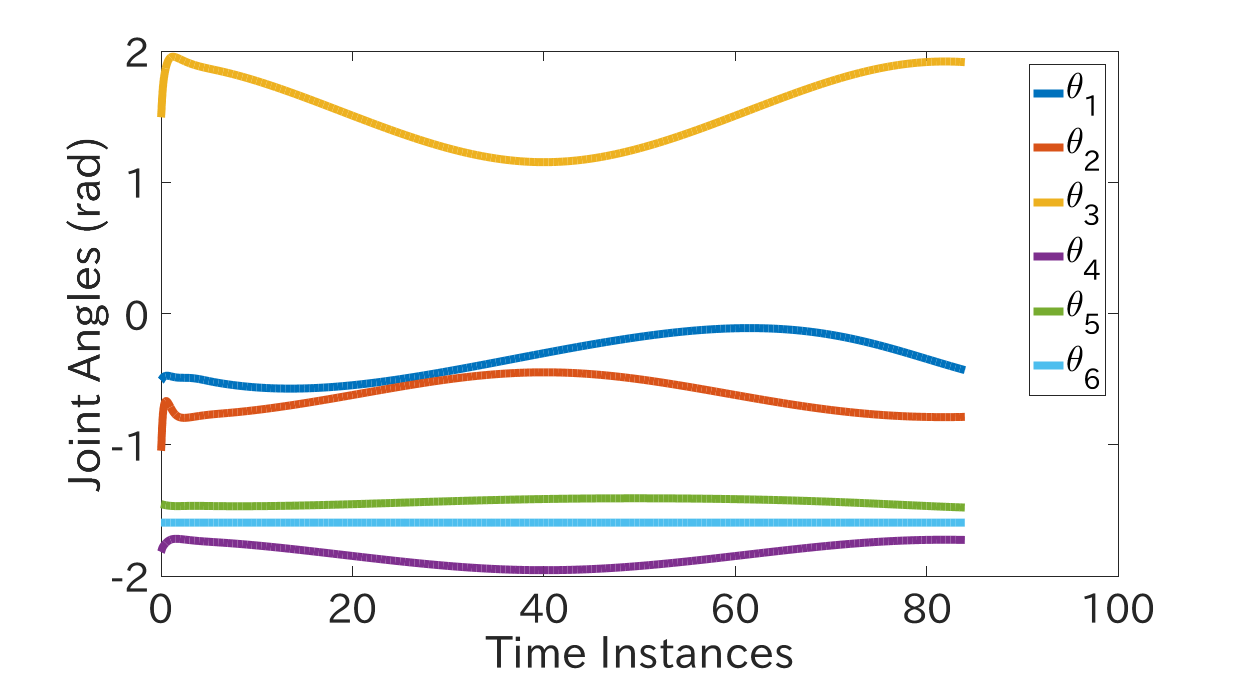 Joint Angles (rad)
2
1
0
-1
-2
0 20 40 60 80 100
Time Instances
θ1
θ2
θ3
θ4
θ5
θ6